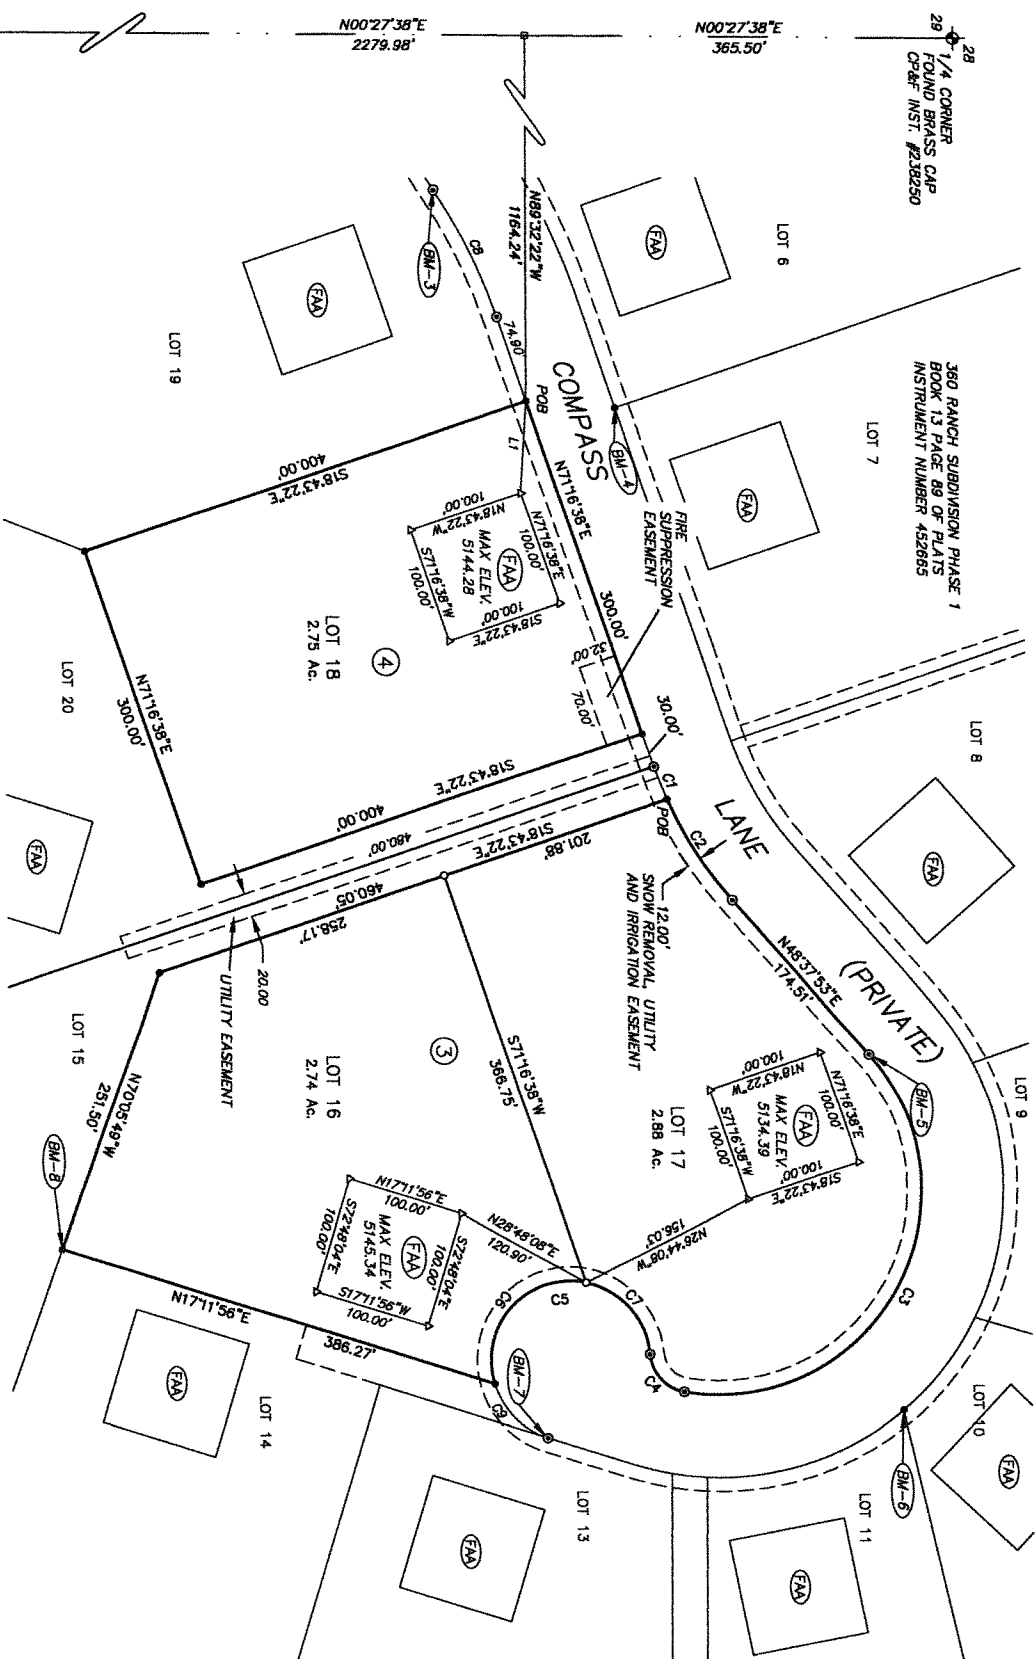 N00°27'38"E
2279.98'
N00°27'38"E
365.50'
29
28
1/4 CORNER
FOUND BRASS CAP
CP&F INST. #238250
360 RANCH SUBDIVISION PHASE 1
BOOK 13 PAGE 89 OF PLATS
INSTRUMENT NUMBER 452665
LOT 6
FAA
LOT 7
FAA
LOT 8
FAA
LOT 9
LOT 10
FAA
LOT 11
FAA
BM-6
N89°32'22"W
1164.24'
C8
BM-3
74.90'
POB
L1
COMPASS
LANE
(PRIVATE)
BM-4
FIRE
SUPPRESSION
EASEMENT
N71°16'38"E
300.00'
32.00'
70.00'
30.00'
C1
POB
C2
N48°37'53"E
174.51'
BM-5
C3
12.00'
SNOW REMOVAL, UTILITY
AND IRRIGATION EASEMENT
FAA
LOT 19
S18°43'22"E
400.00'
N71°16'38"E
100.00'
N18°43'22"W
100.00'
S18°43'22"E
100.00'
S71°16'38"W
100.00'
FAA
MAX ELEV.
5144.28
4
LOT 18
2.75 Ac.
N71°16'38"E
300.00'
LOT 20
FAA
S18°43'22"E
400.00'
480.00'
S18°43'22"E
460.05'
201.88'
258.17'
20.00
UTILITY EASEMENT
N71°16'38"E
100.00'
N18°43'22"W
100.00'
S18°43'22"E
100.00'
S71°16'38"W
100.00'
FAA
MAX ELEV.
5134.39
LOT 17
2.88 Ac.
N26°44'08"W
156.03'
S71°16'38"W
366.75'
3
LOT 16
2.74 Ac.
N28°48'08"E
120.90'
N17°11'56"E
100.00'
S72°48'04"E
100.00'
S17°11'56"W
100.00'
S72°48'04"E
100.00'
FAA
MAX ELEV.
5145.34
C4
C7
C5
C6
C9
BM-7
LOT 15
N70°05'49"W
251.50'
BM-8
N17°11'56"E
386.27'
LOT 14
FAA
LOT 13
FAA